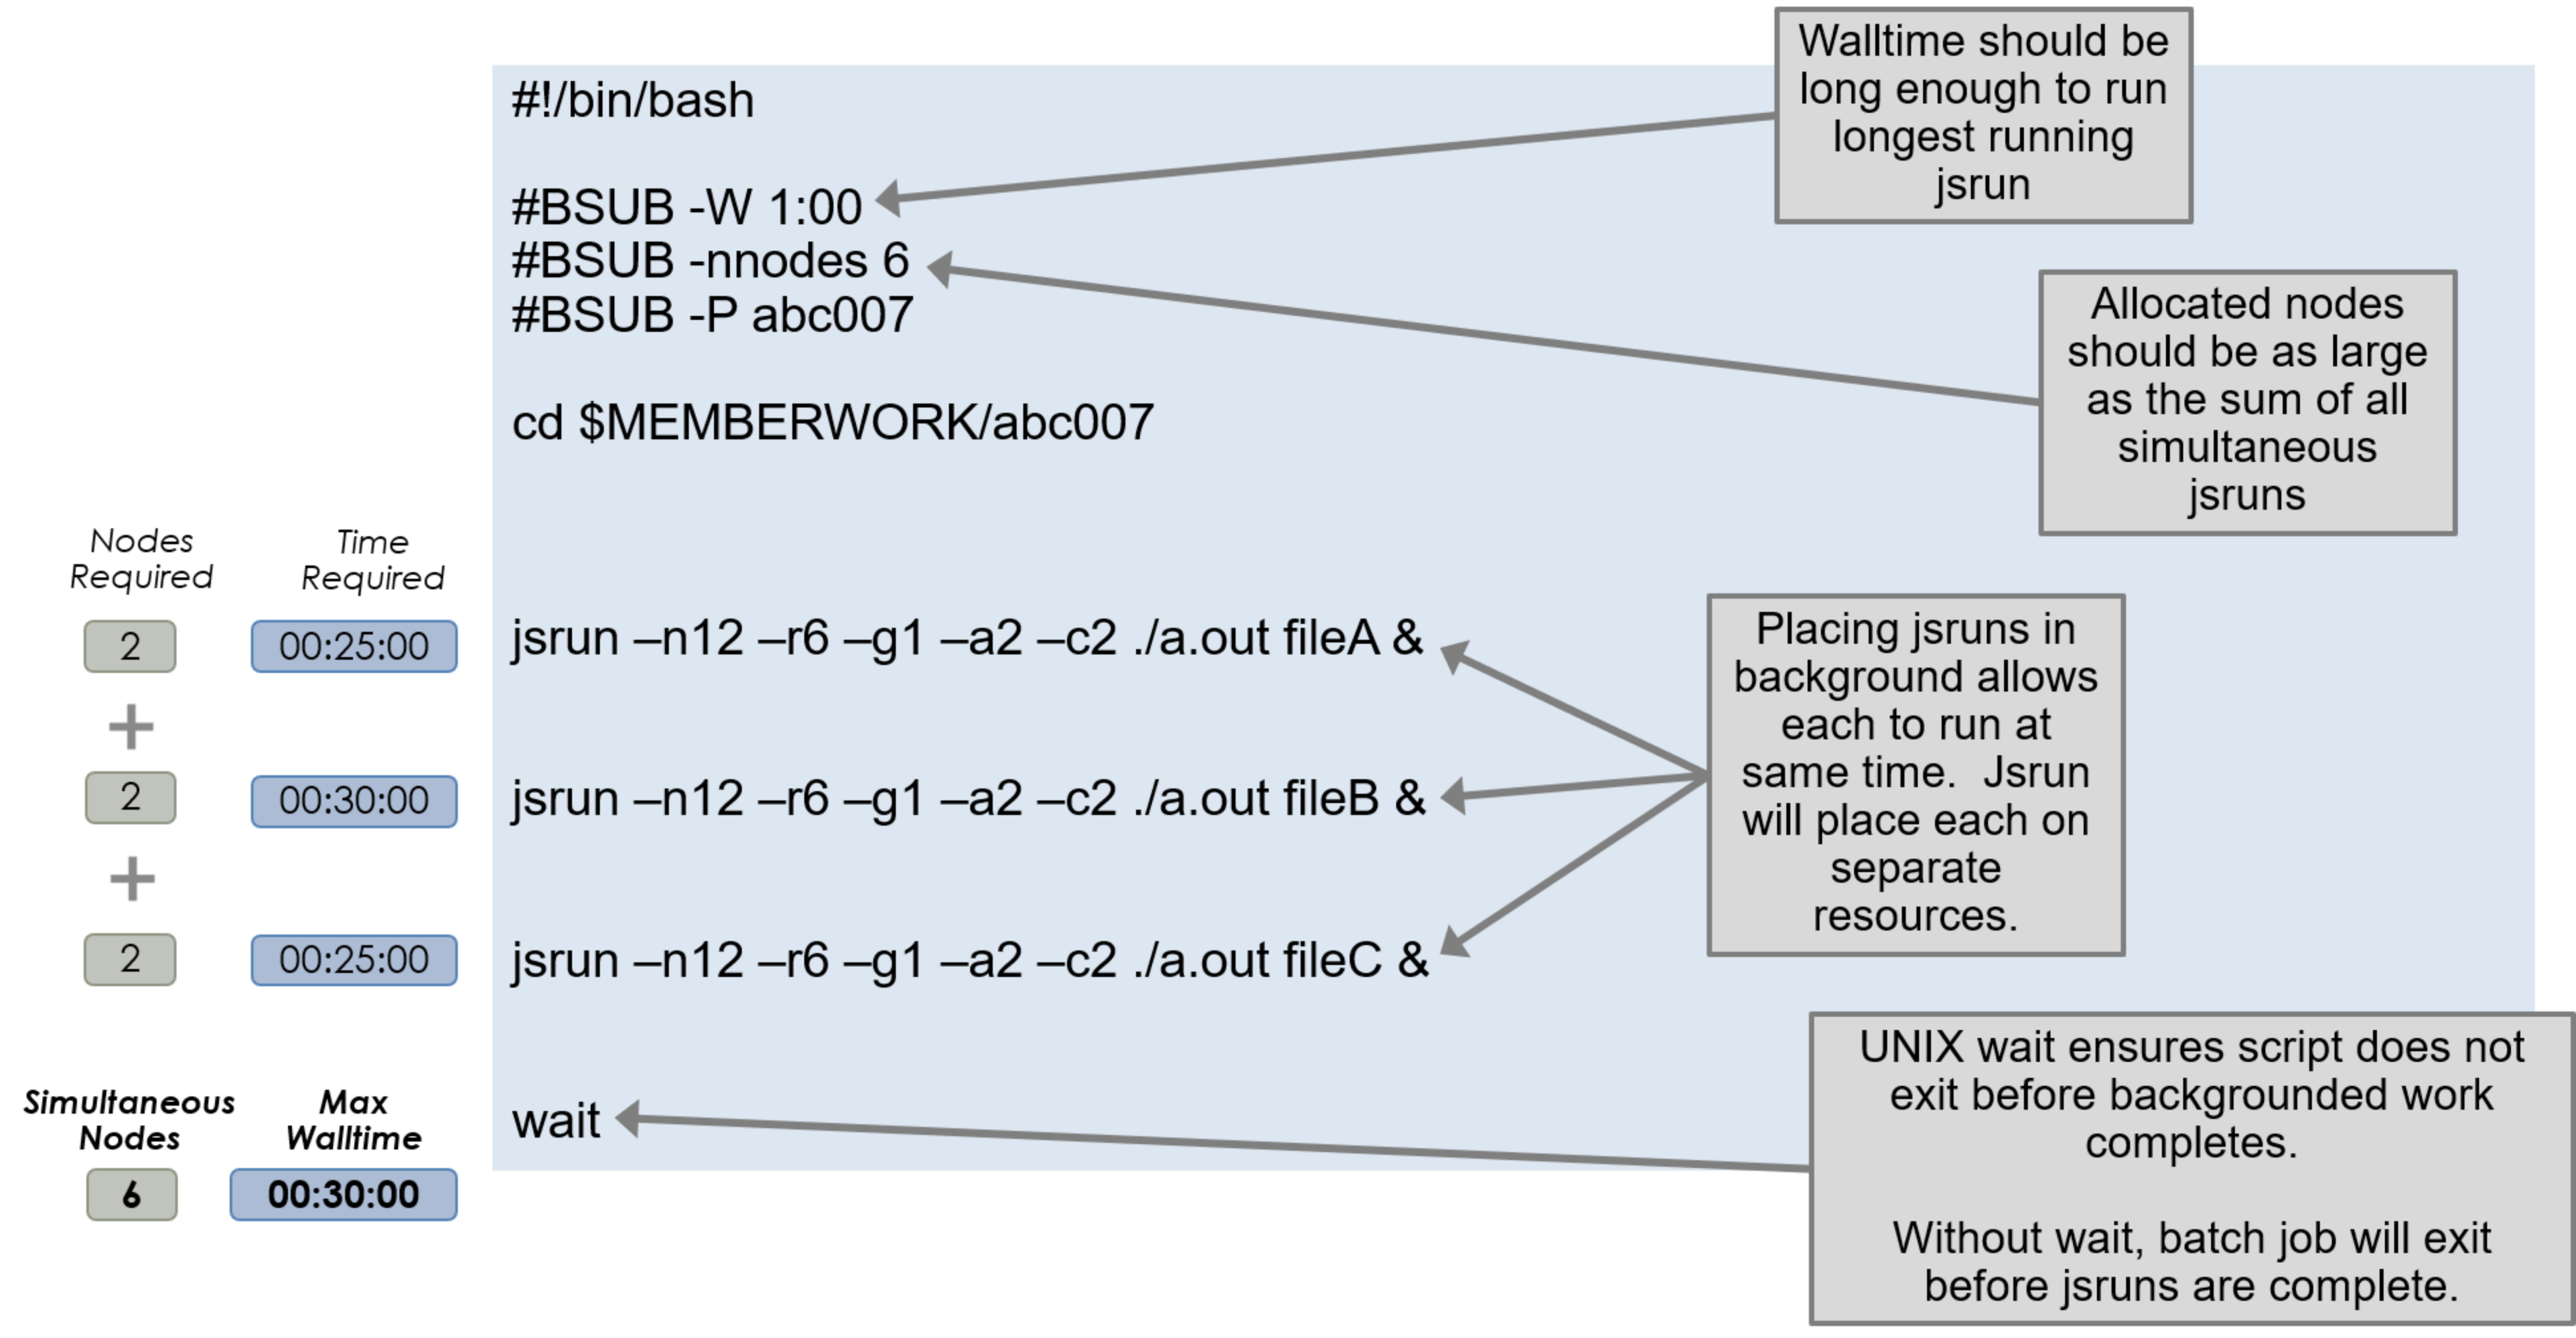 Walltime should be
long enough to run
longest running
jsrun
#!/bin/bash
#BSUB -W 1:00
#BSUB -nnodes 6
#BSUB -P abc007
Allocated nodes
should be as large
as the sum of all
simultaneous
jsruns
cd $MEMBERWORK/abc007
Nodes
Required
Time
Required
2
00:25:00
jsrun –n12 –r6 –g1 –a2 –c2 ./a.out fileA &
+
2
00:30:00
jsrun –n12 –r6 –g1 –a2 –c2 ./a.out fileB &
+
2
00:25:00
jsrun –n12 –r6 –g1 –a2 –c2 ./a.out fileC &
Placing jsruns in
background allows
each to run at
same time.  Jsrun
will place each on
separate
resources.
Simultaneous
Nodes
Max
Walltime
6
00:30:00
wait
UNIX wait ensures script does not
exit before backgrounded work
completes.
Without wait, batch job will exit
before jsruns are complete.